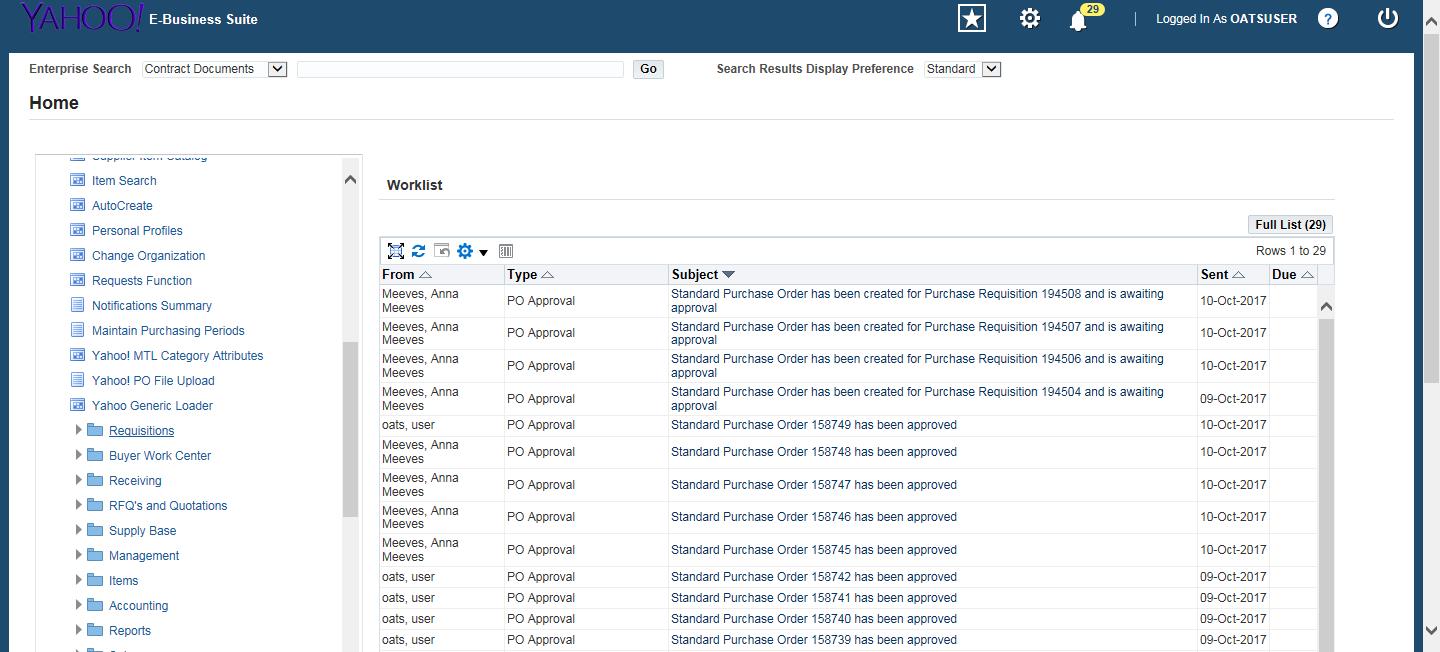 YAHOO! E-Business Suite
29
Logged In As OATSUSER
?
Enterprise Search Contract Documents Go Search Results Display Preference Standard
Home
Supplier Item Catalog
Item Search
AutoCreate
Personal Profiles
Change Organization
Requests Function
Notifications Summary
Maintain Purchasing Periods
Yahoo! MTL Category Attributes
Yahoo! PO File Upload
Yahoo Generic Loader
Requisitions
Buyer Work Center
Receiving
RFQ's and Quotations
Supply Base
Management
Items
Accounting
Reports
Worklist
Full List (29)
Rows 1 to 29
From Type Subject Sent Due
Meeves, Anna
Meeves
PO Approval
Standard Purchase Order has been created for Purchase Requisition 194508 and is awaiting
approval
10-Oct-2017
Meeves, Anna
Meeves
PO Approval
Standard Purchase Order has been created for Purchase Requisition 194507 and is awaiting
approval
10-Oct-2017
Meeves, Anna
Meeves
PO Approval
Standard Purchase Order has been created for Purchase Requisition 194506 and is awaiting
approval
10-Oct-2017
Meeves, Anna
Meeves
PO Approval
Standard Purchase Order has been created for Purchase Requisition 194504 and is awaiting
approval
09-Oct-2017
oats, user PO Approval Standard Purchase Order 158749 has been approved 10-Oct-2017
Meeves, Anna
Meeves
PO Approval Standard Purchase Order 158748 has been approved 10-Oct-2017
Meeves, Anna
Meeves
PO Approval Standard Purchase Order 158747 has been approved 10-Oct-2017
Meeves, Anna
Meeves
PO Approval Standard Purchase Order 158746 has been approved 10-Oct-2017
Meeves, Anna
Meeves
PO Approval Standard Purchase Order 158745 has been approved 10-Oct-2017
oats, user PO Approval Standard Purchase Order 158742 has been approved 09-Oct-2017
oats, user PO Approval Standard Purchase Order 158741 has been approved 09-Oct-2017
oats, user PO Approval Standard Purchase Order 158740 has been approved 09-Oct-2017
oats, user PO Approval Standard Purchase Order 158739 has been approved 09-Oct-2017